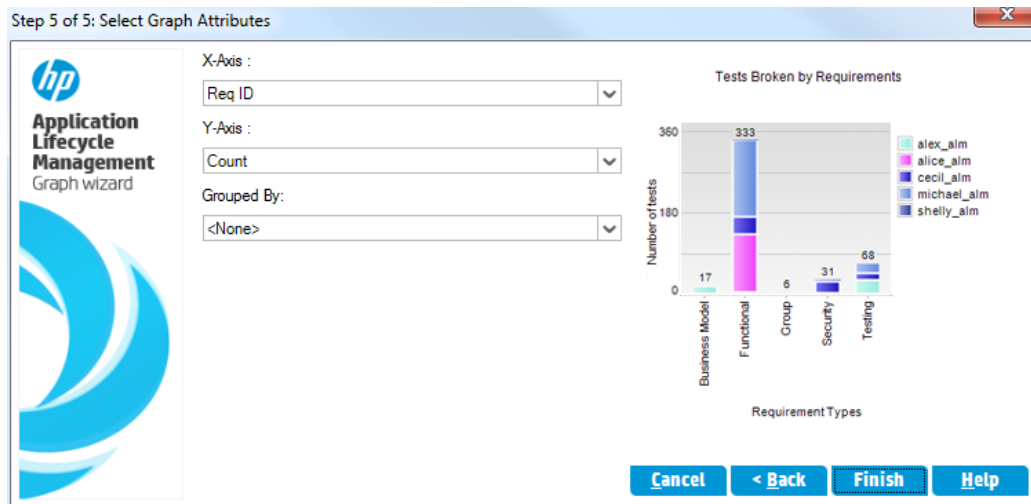 Step 5 of 5: Select Graph Attributes
X
hp
Application
Lifecycle
Management
Graph wizard
X-Axis :
Req ID
Y-Axis :
Count
Grouped By:
<None>
Tests Broken by Requirements
Number of tests
360
180
0
17
333
6
31
68
Business Model
Functional
Group
Security
Testing
Requirement Types
alex_alm
alice_alm
cecil_alm
michael_alm
shelly_alm
Cancel
< Back
Finish
Help